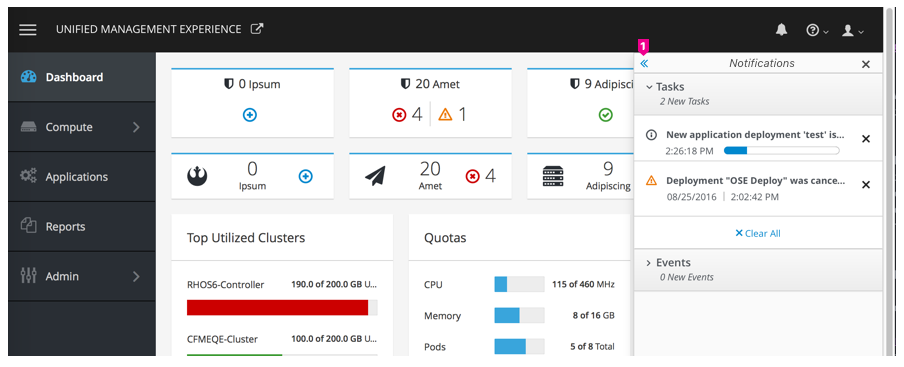 UNIFIED MANAGEMENT EXPERIENCE
1
Notifications
Dashboard
Compute
Applications
Reports
Admin
0 Ipsum
20 Amet
4 1
9 Adipisci
0
Ipsum
20
Amet
4
9
Adipiscing
Top Utilized Clusters
RHOS6-Controller 190.0 of 200.0 GB U...
CFMEQE-Cluster 100.0 of 200.0 GB U...
Quotas
CPU 115 of 460 MHz
Memory 8 of 16 GB
Pods 5 of 8 Total
Tasks
2 New Tasks
New application deployment 'test' is...
2:26:18 PM
Deployment "OSE Deploy" was cance...
08/25/2016 | 2:02:42 PM
Clear All
Events
0 New Events